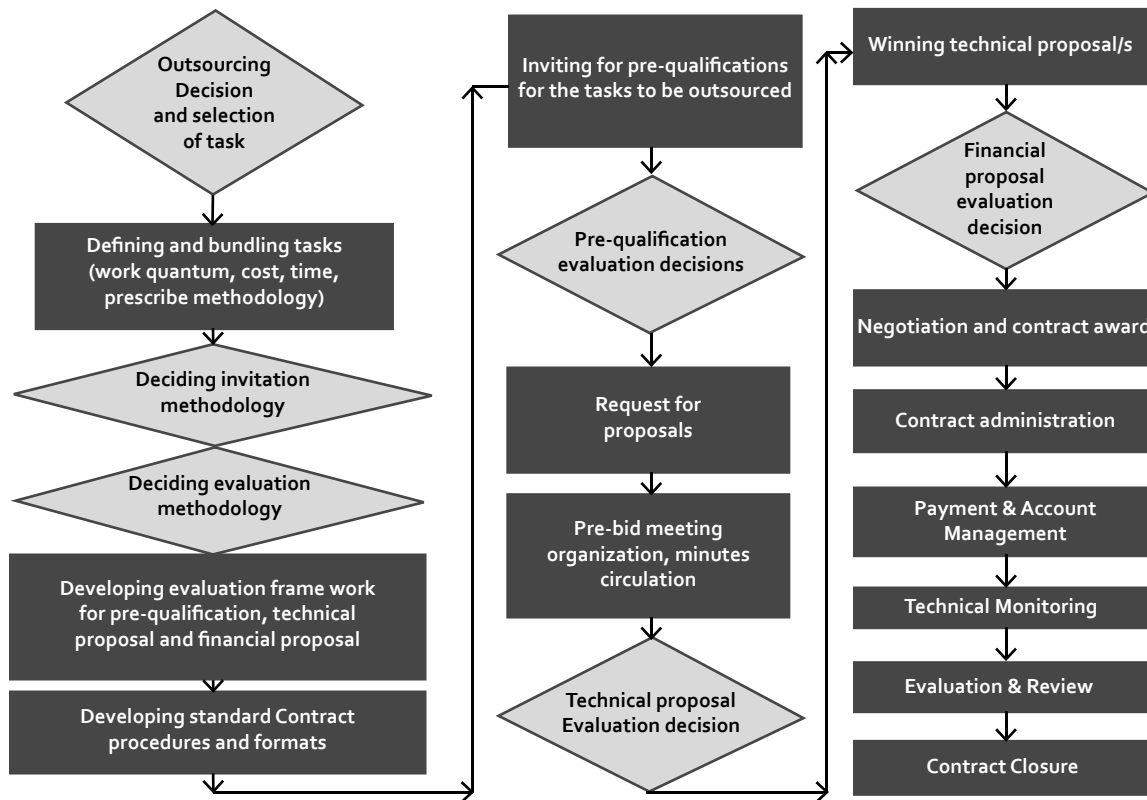 Outsourcing
Decision
and selection
of task
Defining and bundling tasks
(work quantum, cost, time,
prescribe methodology)
Deciding invitation
methodology
Deciding evaluation
methodology
Developing evaluation frame work
for pre-qualification, technical
proposal and financial proposal
Developing standard Contract
procedures and formats
Inviting for pre-qualifications
for the tasks to be outsourced
Pre-qualification
evaluation decisions
Request for
proposals
Pre-bid meeting
organization, minutes
circulation
Technical proposal
Evaluation decision
Winning technical proposal/s
Financial
proposal
evaluation
decision
Negotiation and contract award
Contract administration
Payment & Account
Management
Technical Monitoring
Evaluation & Review
Contract Closure